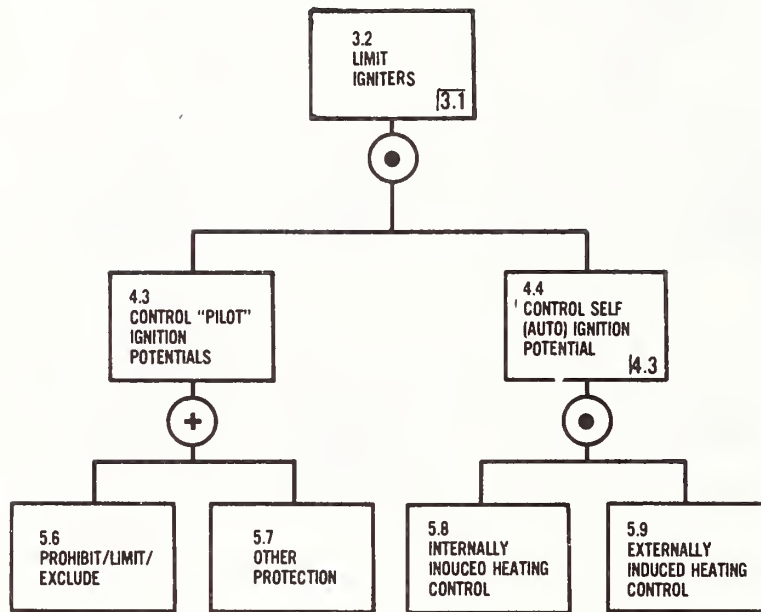 3.2
LIMIT
IGNITERS
3.1
4.3
CONTROL "PILOT"
IGNITION
POTENTIALS
4.4
CONTROL SELF
(AUTO) IGNITION
POTENTIAL
4.3
+
5.6
PROHIBIT/LIMIT/
EXCLUDE
5.7
OTHER
PROTECTION
5.8
INTERNALLY
INDUCED HEATING
CONTROL
5.9
EXTERNALLY
INDUCED HEATING
CONTROL